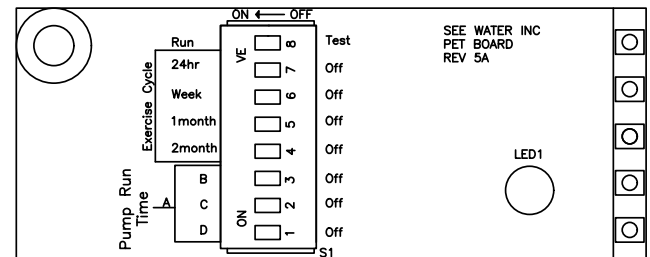 ON ← OFF
SEE WATER INC
PET BOARD
REV 5A
Run VE 8 Test
24hr 7 Off
Week 6 Off
1month 5 Off
2month 4 Off
Exercise Cycle
B 3 Off
A C 2 Off
D ON 1 Off
Pump Run
Time
LED1
S1